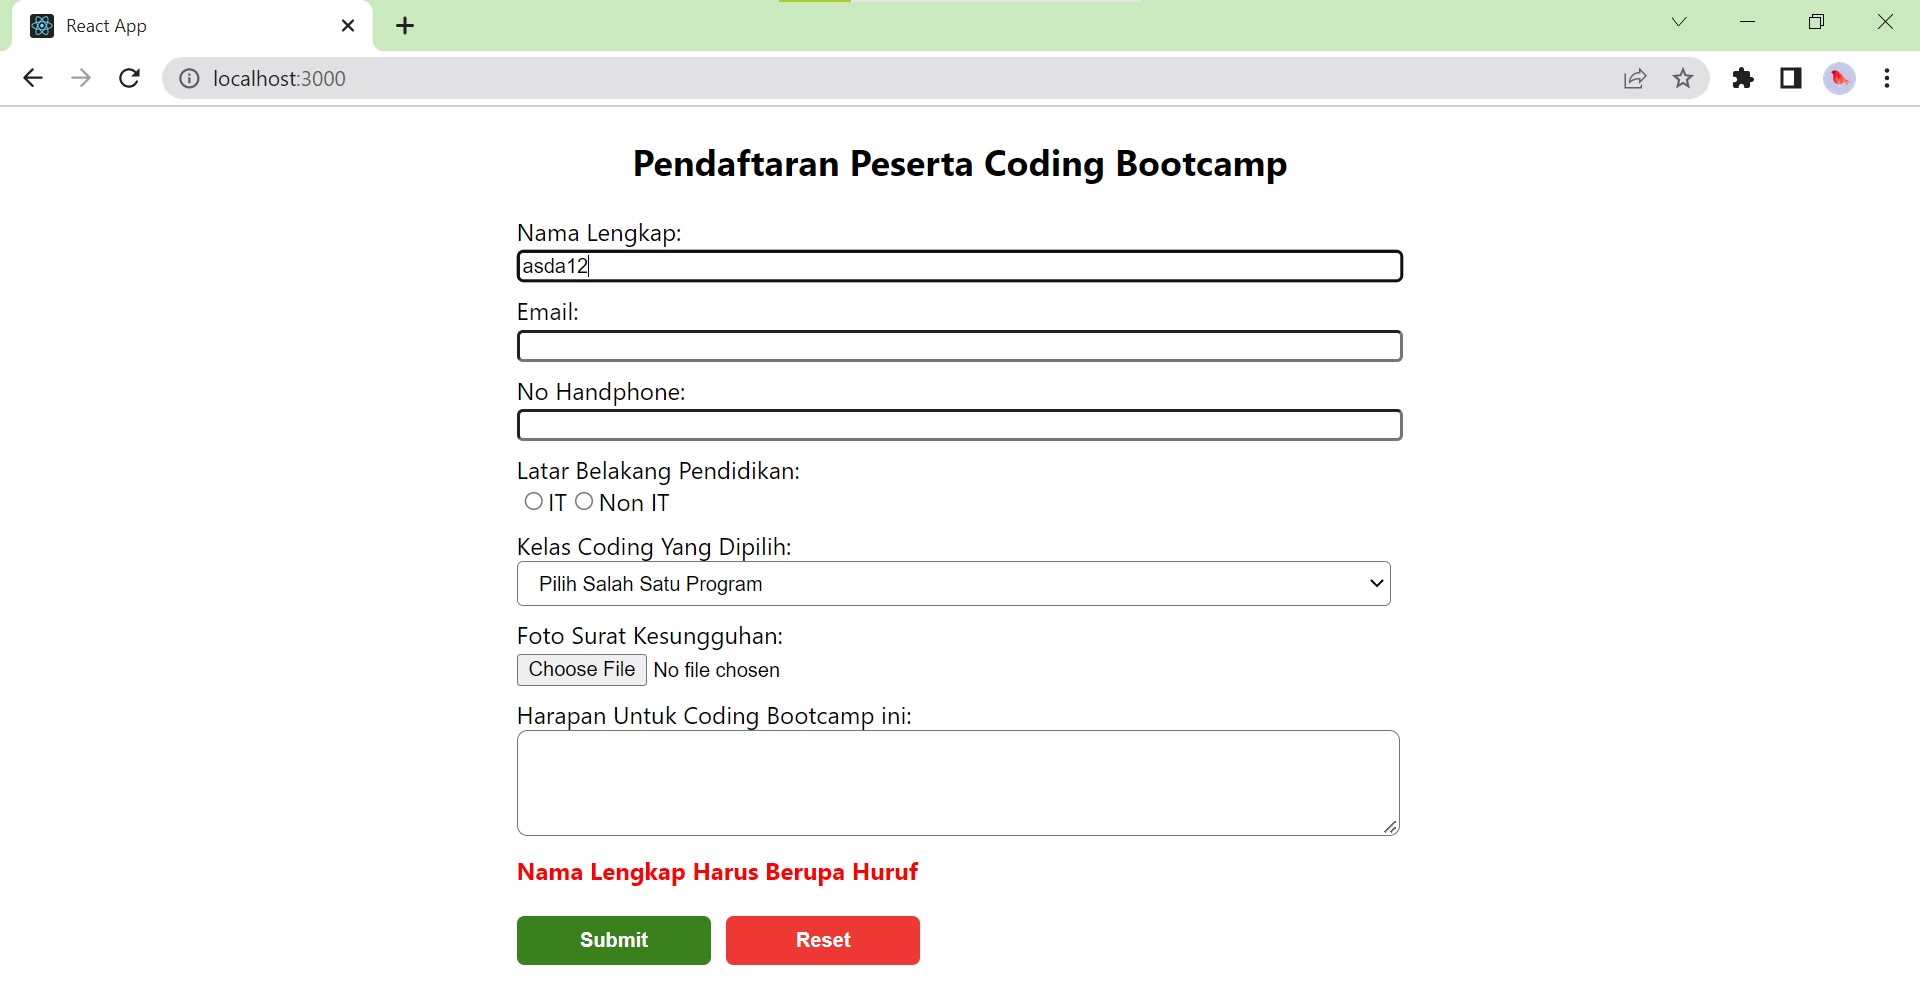 React App
localhost:3000
Pendaftaran Peserta Coding Bootcamp
Nama Lengkap:
asda12
Email:
No Handphone:
Latar Belakang Pendidikan:
IT Non IT
Kelas Coding Yang Dipilih:
Pilih Salah Satu Program
Foto Surat Kesungguhan:
Choose File No file chosen
Harapan Untuk Coding Bootcamp ini:
Nama Lengkap Harus Berupa Huruf
Submit Reset